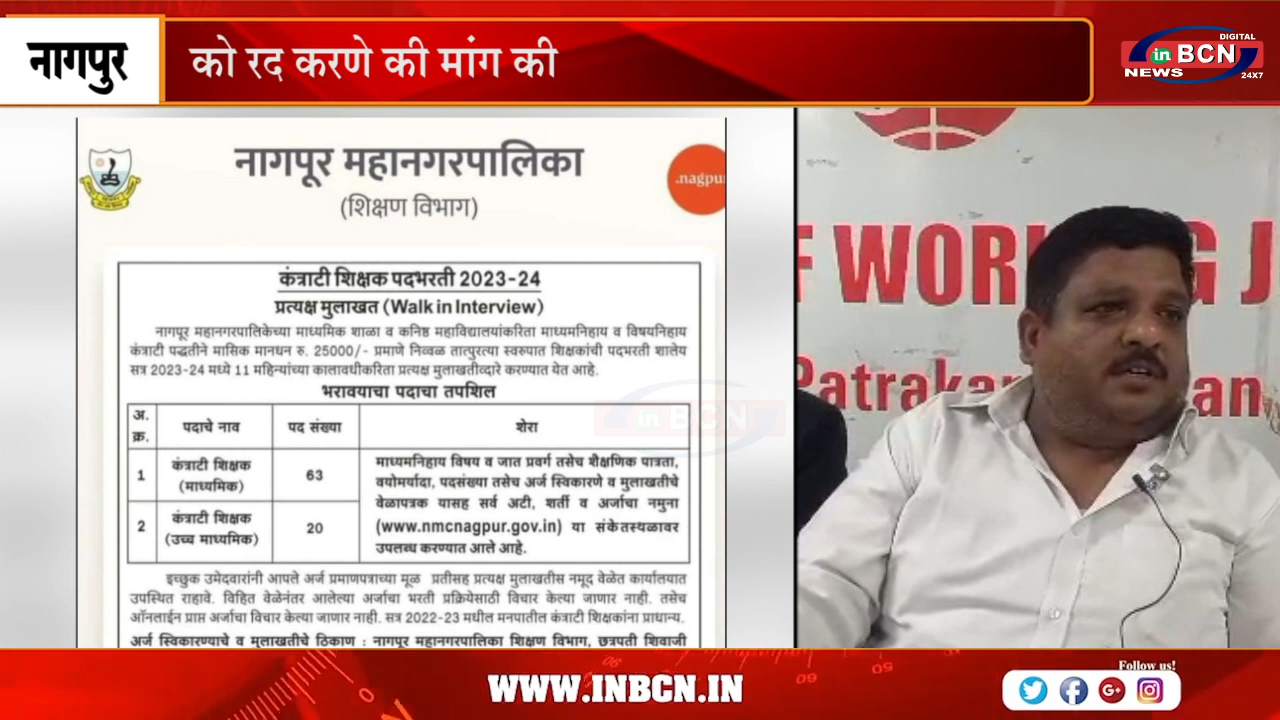 नागपुर
को रद करणे की मांग की
DIGITAL
in BCN
NEWS 24X7
नागपूर महानगरपालिका
(शिक्षण विभाग)
.nagpur
कंत्राटी शिक्षक पदभरती 2023-24
प्रत्यक्ष मुलाखत (Walk in Interview)
नागपूर महानगरपालिकेच्या माध्यमिक शाळा व कनिष्ठ महाविद्यालयांकरिता माध्यमनिहाय व विषयनिहाय
कंत्राटी पद्धतीने मासिक मानधन रु. 25000/- प्रमाणे निव्वळ तात्पुरत्या स्वरुपात शिक्षकांची पदभरती शालेय
सत्र 2023-24 मध्ये 11 महिन्यांच्या कालावधीकरिता प्रत्यक्ष मुलाखतीव्दारे करण्यात येत आहे.
भरावयाचा पदाचा तपशिल
अ. क्र. पदाचे नाव पद संख्या शेरा
1 कंत्राटी शिक्षक (माध्यमिक) 63
2 कंत्राटी शिक्षक (उच्च माध्यमिक) 20
माध्यमनिहाय विषय व जात प्रवर्ग तसेच शैक्षणिक पात्रता,
वयोमर्यादा, पदसंख्या तसेच अर्ज स्विकारणे व मुलाखतीचे
वेळापत्रक यासह सर्व अटी, शर्ती व अर्जाचा नमुना
(www.nmcnagpur.gov.in) या संकेतस्थळावर
उपलब्ध करण्यात आले आहे.
इच्छुक उमेदवारांनी आपले अर्ज प्रमाणपत्राच्या मूळ प्रतीसह प्रत्यक्ष मुलाखतीस नमूद वेळेत कार्यालयात
उपस्थित राहावे. विहित वेळेनंतर आलेल्या अर्जाचा भरती प्रक्रियेसाठी विचार केल्या जाणार नाही. तसेच
ऑनलाईन प्राप्त अर्जाचा विचार केल्या जाणार नाही. सत्र 2022-23 मधील मनपातील कंत्राटी शिक्षकांना प्राधान्य.
अर्ज स्विकारण्याचे व मुलाखतीचे ठिकाण : नागपूर महानगरपालिका शिक्षण विभाग, छत्रपती शिवाजी
in BCN
F WOR G J
Patraka an
WWW.INBCN.IN
Follow us!